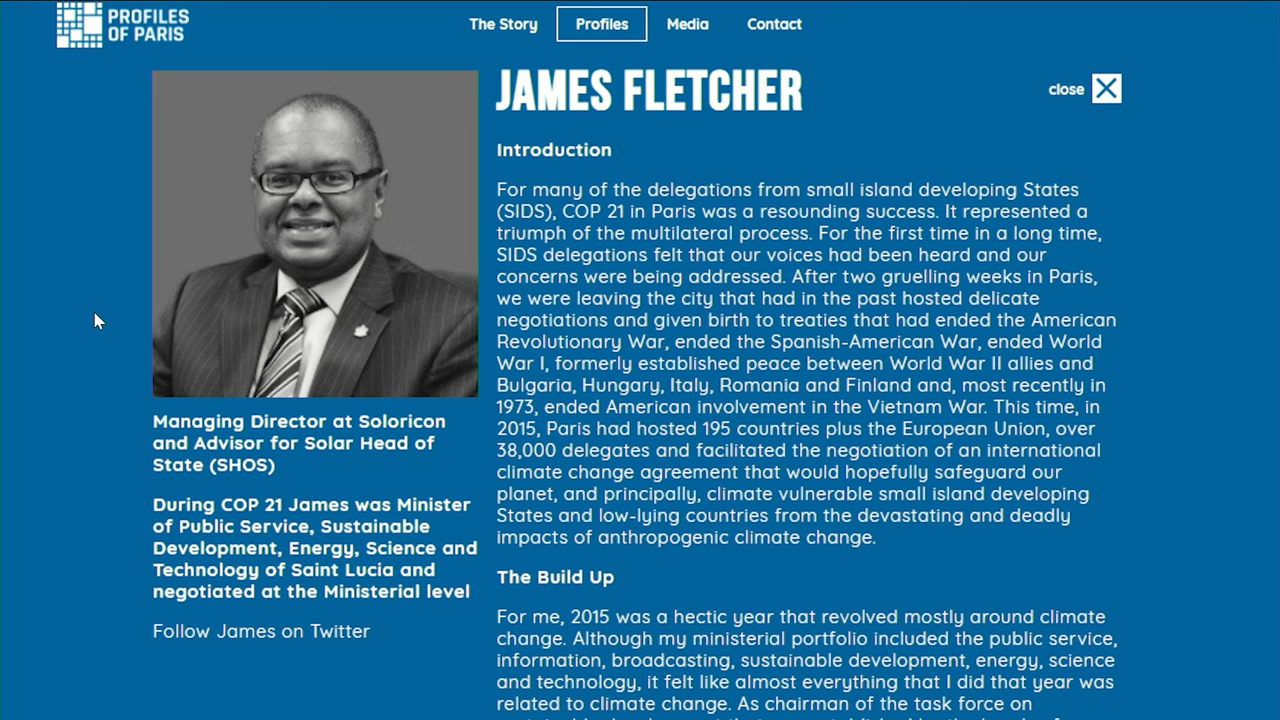 PROFILES
OF PARIS
The Story
Profiles
Media
Contact
JAMES FLETCHER
close
Introduction
For many of the delegations from small island developing States
(SIDS), COP 21 in Paris was a resounding success. It represented a
triumph of the multilateral process. For the first time in a long time,
SIDS delegations felt that our voices had been heard and our
concerns were being addressed. After two gruelling weeks in Paris,
we were leaving the city that had in the past hosted delicate
negotiations and given birth to treaties that had ended the American
Revolutionary War, ended the Spanish-American War, ended World
War I, formerly established peace between World War II allies and
Bulgaria, Hungary, Italy, Romania and Finland and, most recently in
1973, ended American involvement in the Vietnam War. This time, in
2015, Paris had hosted 195 countries plus the European Union, over
38,000 delegates and facilitated the negotiation of an international
climate change agreement that would hopefully safeguard our
planet, and principally, climate vulnerable small island developing
States and low-lying countries from the devastating and deadly
impacts of anthropogenic climate change.
The Build Up
For me, 2015 was a hectic year that revolved mostly around climate
change. Although my ministerial portfolio included the public service,
information, broadcasting, sustainable development, energy, science
and technology, it felt like almost everything that I did that year was
related to climate change. As chairman of the task force on
Managing Director at Soloricon
and Advisor for Solar Head of
State (SHOS)
During COP 21 James was Minister
of Public Service, Sustainable
Development, Energy, Science and
Technology of Saint Lucia and
negotiated at the Ministerial level
Follow James on Twitter